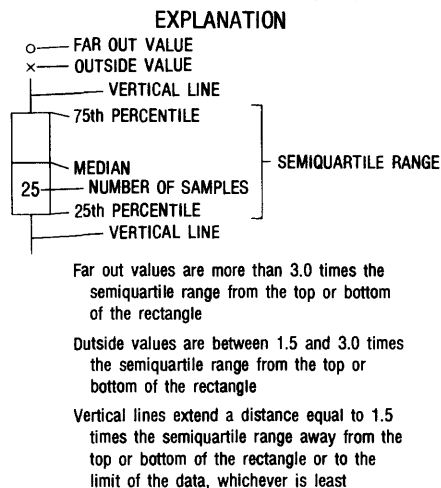 EXPLANATION
FAR OUT VALUE
OUTSIDE VALUE
VERTICAL LINE
75th PERCENTILE
SEMIQUARTILE RANGE
MEDIAN
25 NUMBER OF SAMPLES
25th PERCENTILE
VERTICAL LINE
Far out values are more than 3.0 times the
semiquartile range from the top or bottom
of the rectangle
Dutside values are between 1.5 and 3.0 times
the semiquartile range from the top or
bottom of the rectangle
Vertical lines extend a distance equal to 1.5
times the semiquartile range away from the
top or bottom of the rectangle or to the
limit of the data, whichever is least